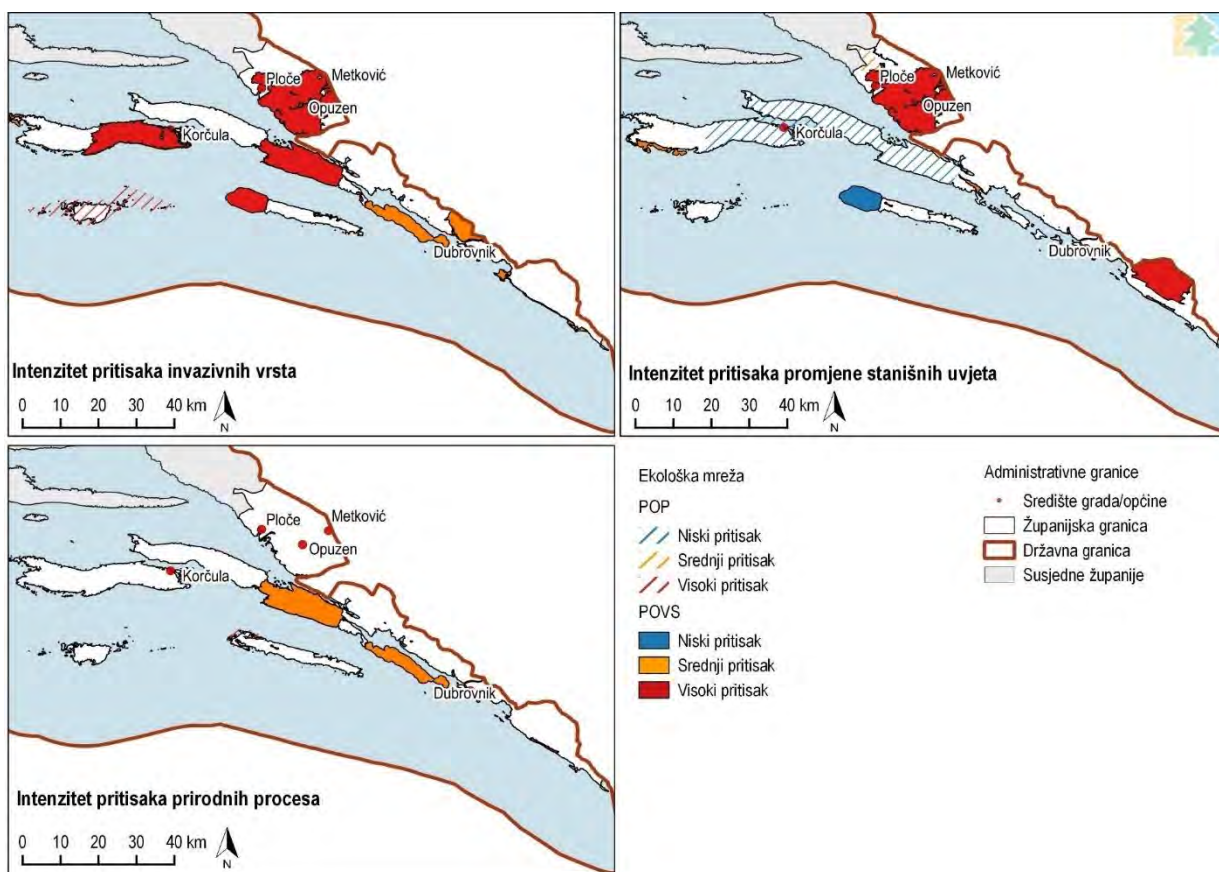 Ploče
Metković
Opuzen
Korčula
Dubrovnik
Intenzitet pritisaka invazivnih vrsta
0 10 20 30 40 km
N
Ploče
Metković
Opuzen
Korčula
Dubrovnik
Intenzitet pritisaka promjene stanišnih uvjeta
0 10 20 30 40 km
N
Ploče
Metković
Opuzen
Korčula
Dubrovnik
Intenzitet pritisaka prirodnih procesa
0 10 20 30 40 km
N
Ekološka mreža
POP
Niski pritisak
Srednji pritisak
Visoki pritisak
POVS
Niski pritisak
Srednji pritisak
Visoki pritisak
Administrativne granice
Središte grada/općine
Županijska granica
Državna granica
Susjedne županije